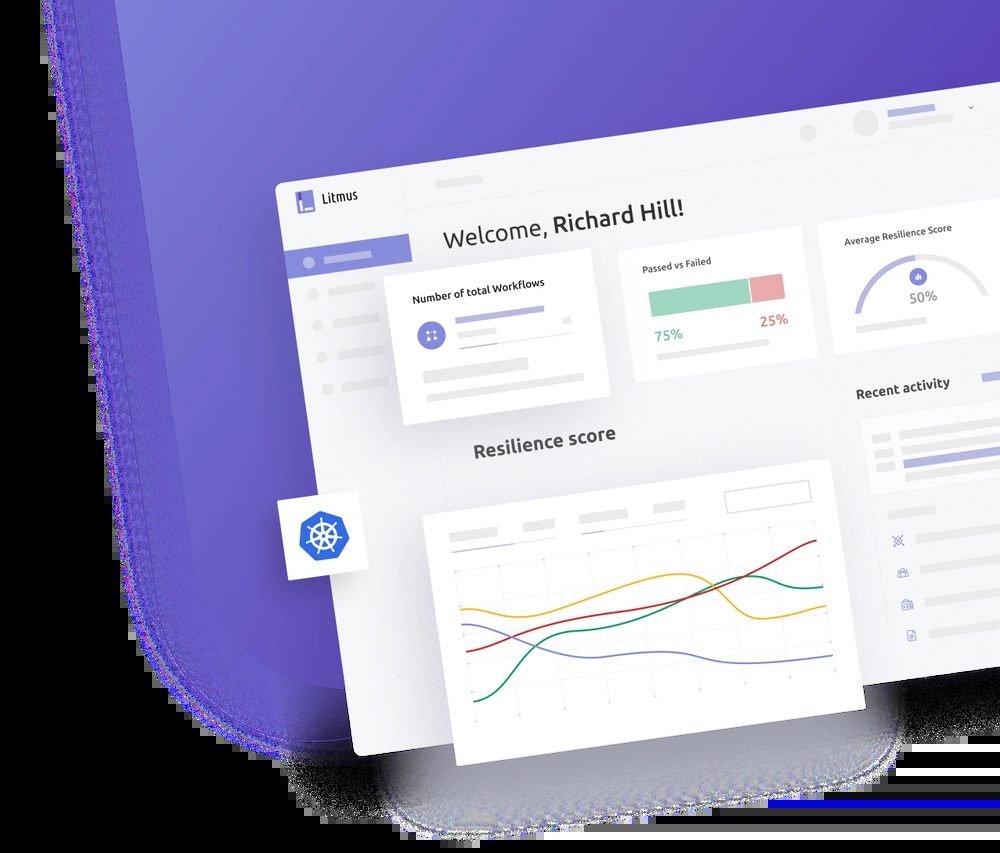 Litmus
Welcome, Richard Hill!
Number of total Workflows
Passed vs Failed
75%
25%
Average Resilience Score
50%
Resilience score
Recent activity